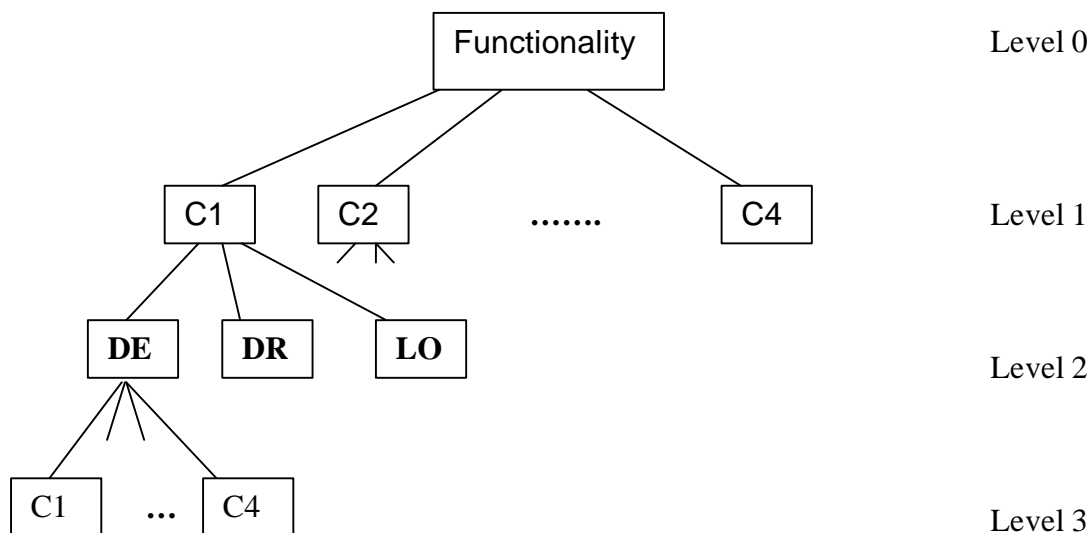 Functionality Level 0
C1 C2 ……. C4 Level 1
DE DR LO Level 2
C1 … C4 Level 3